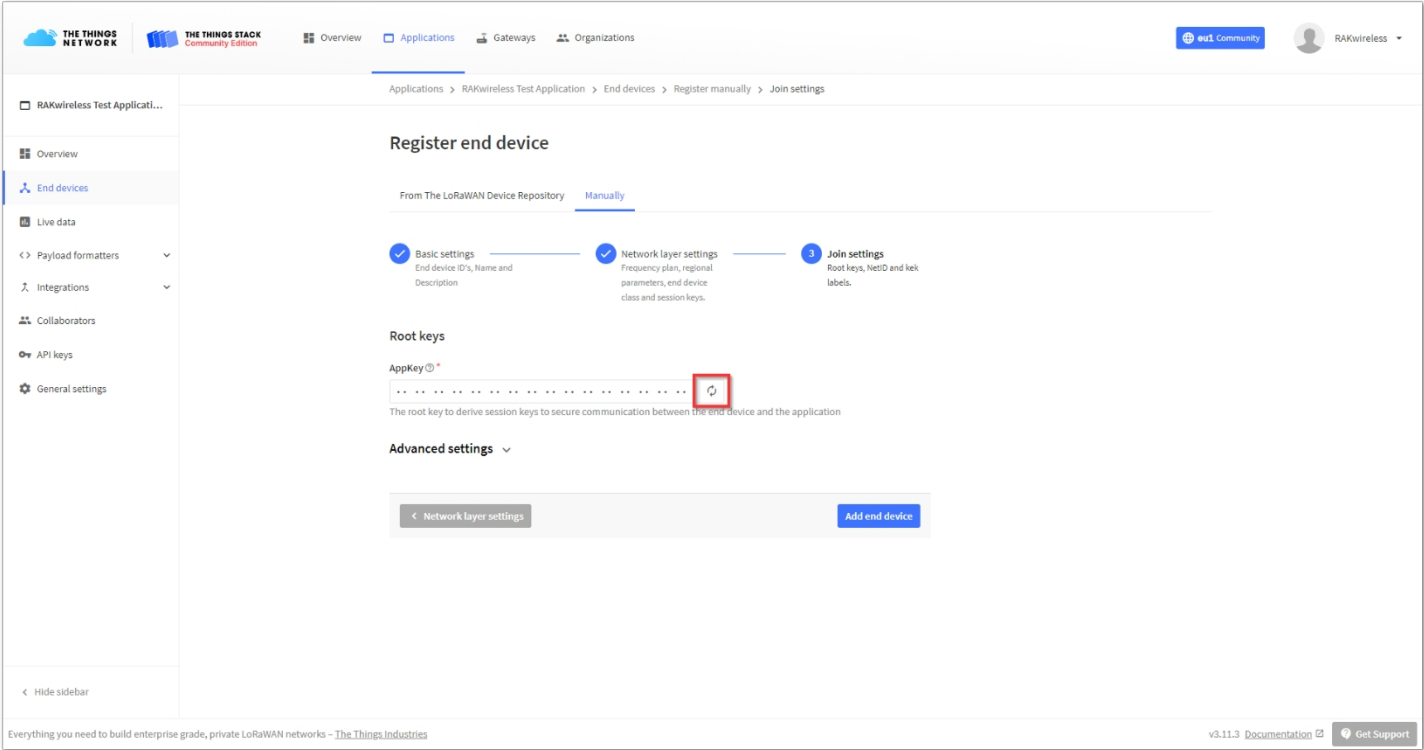 THE THINGS NETWORK
THE THINGS STACK
Community Edition
Overview
Applications
Gateways
Organizations
eu1 Community
RAKwireless
RAKwireless Test Applicati...
Overview
End devices
Live data
Payload formatters
Integrations
Collaborators
API keys
General settings
Hide sidebar
Applications > RAKwireless Test Application > End devices > Register manually > Join settings
Register end device
From The LoRaWAN Device Repository
Manually
Basic settings
End device ID's, Name and
Description
Network layer settings
Frequency plan, regional
parameters, end device
class and session keys.
3
Join settings
Root keys, NetID and kek
labels.
Root keys
AppKey *
The root key to derive session keys to secure communication between the end device and the application
Advanced settings
Network layer settings
Add end device
Everything you need to build enterprise grade, private LoRaWAN networks – The Things Industries
v3.11.3
Documentation
Get Support